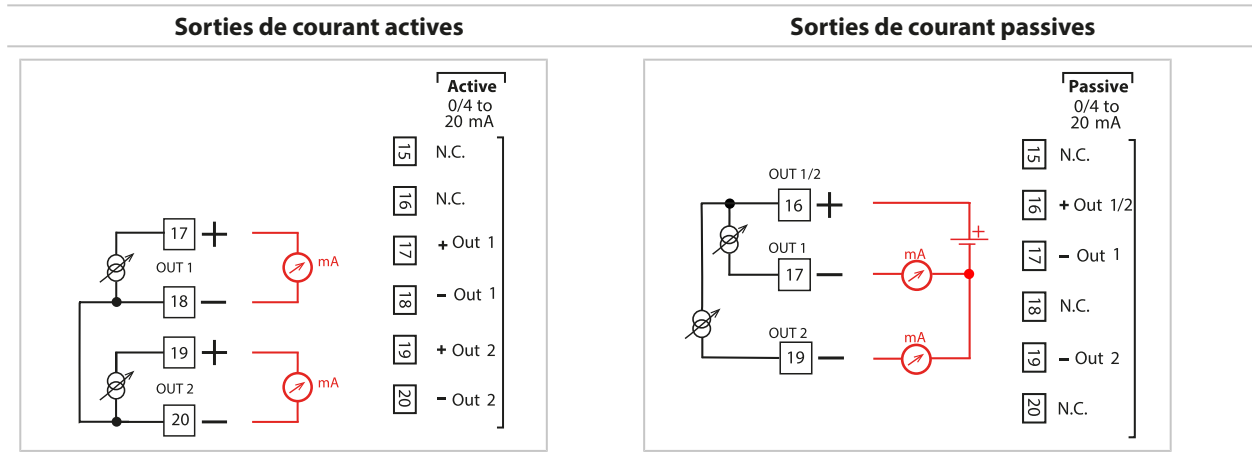 Sorties de courant actives
Sorties de courant passives
Active
0/4 to
20 mA
15 N.C.
16 N.C.
17 + Out 1
18 – Out 1
19 + Out 2
20 – Out 2
17 +
OUT 1
mA
18 –
19 +
OUT 2
mA
20 –
Passive
0/4 to
20 mA
15 N.C.
16 + Out 1/2
17 – Out 1
18 N.C.
19 – Out 2
20 N.C.
OUT 1/2
16 +
+
OUT 1
mA
17 –
OUT 2
mA
19 –